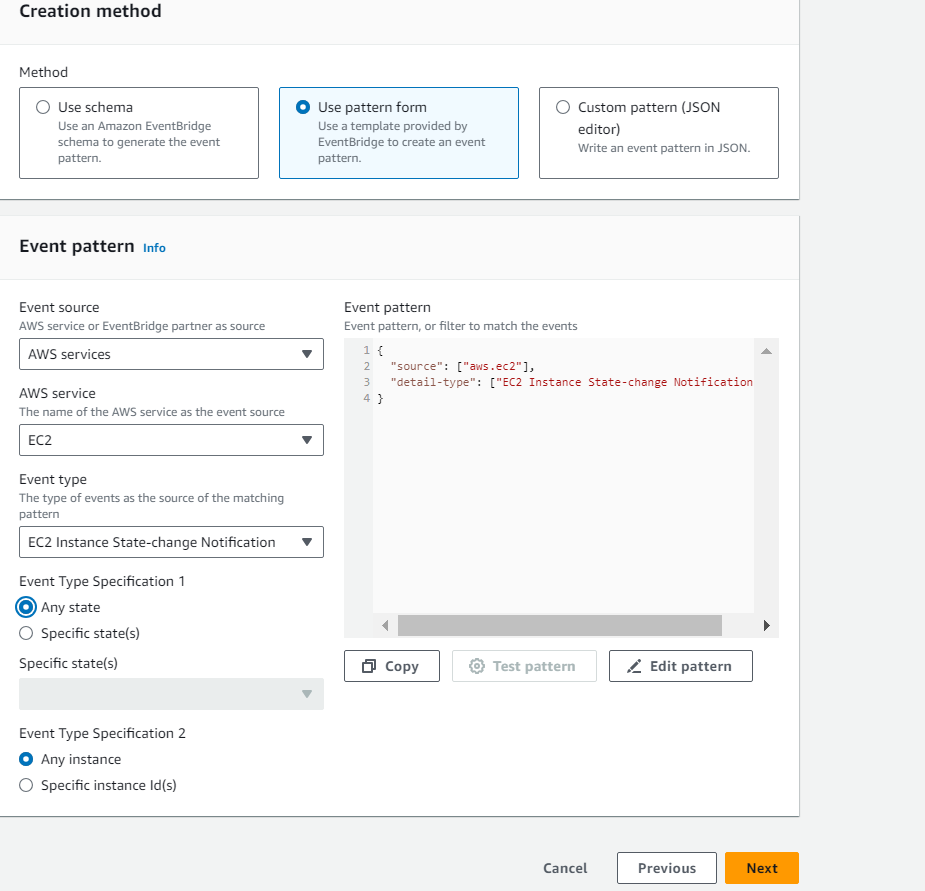 Creation method
Method
Use schema
Use an Amazon EventBridge
schema to generate the event
pattern.
Use pattern form
Use a template provided by
EventBridge to create an event
pattern.
Custom pattern (JSON
editor)
Write an event pattern in JSON.
Event pattern Info
Event source
AWS service or EventBridge partner as source
AWS services
AWS service
The name of the AWS service as the event source
EC2
Event type
The type of events as the source of the matching
pattern
EC2 Instance State-change Notification
Event Type Specification 1
Any state
Specific state(s)
Specific state(s)
Event Type Specification 2
Any instance
Specific instance Id(s)
Event pattern
Event pattern, or filter to match the events
1 {
2 "source": ["aws.ec2"],
3 "detail-type": ["EC2 Instance State-change Notification
4 }
Copy
Test pattern
Edit pattern
Cancel
Previous
Next